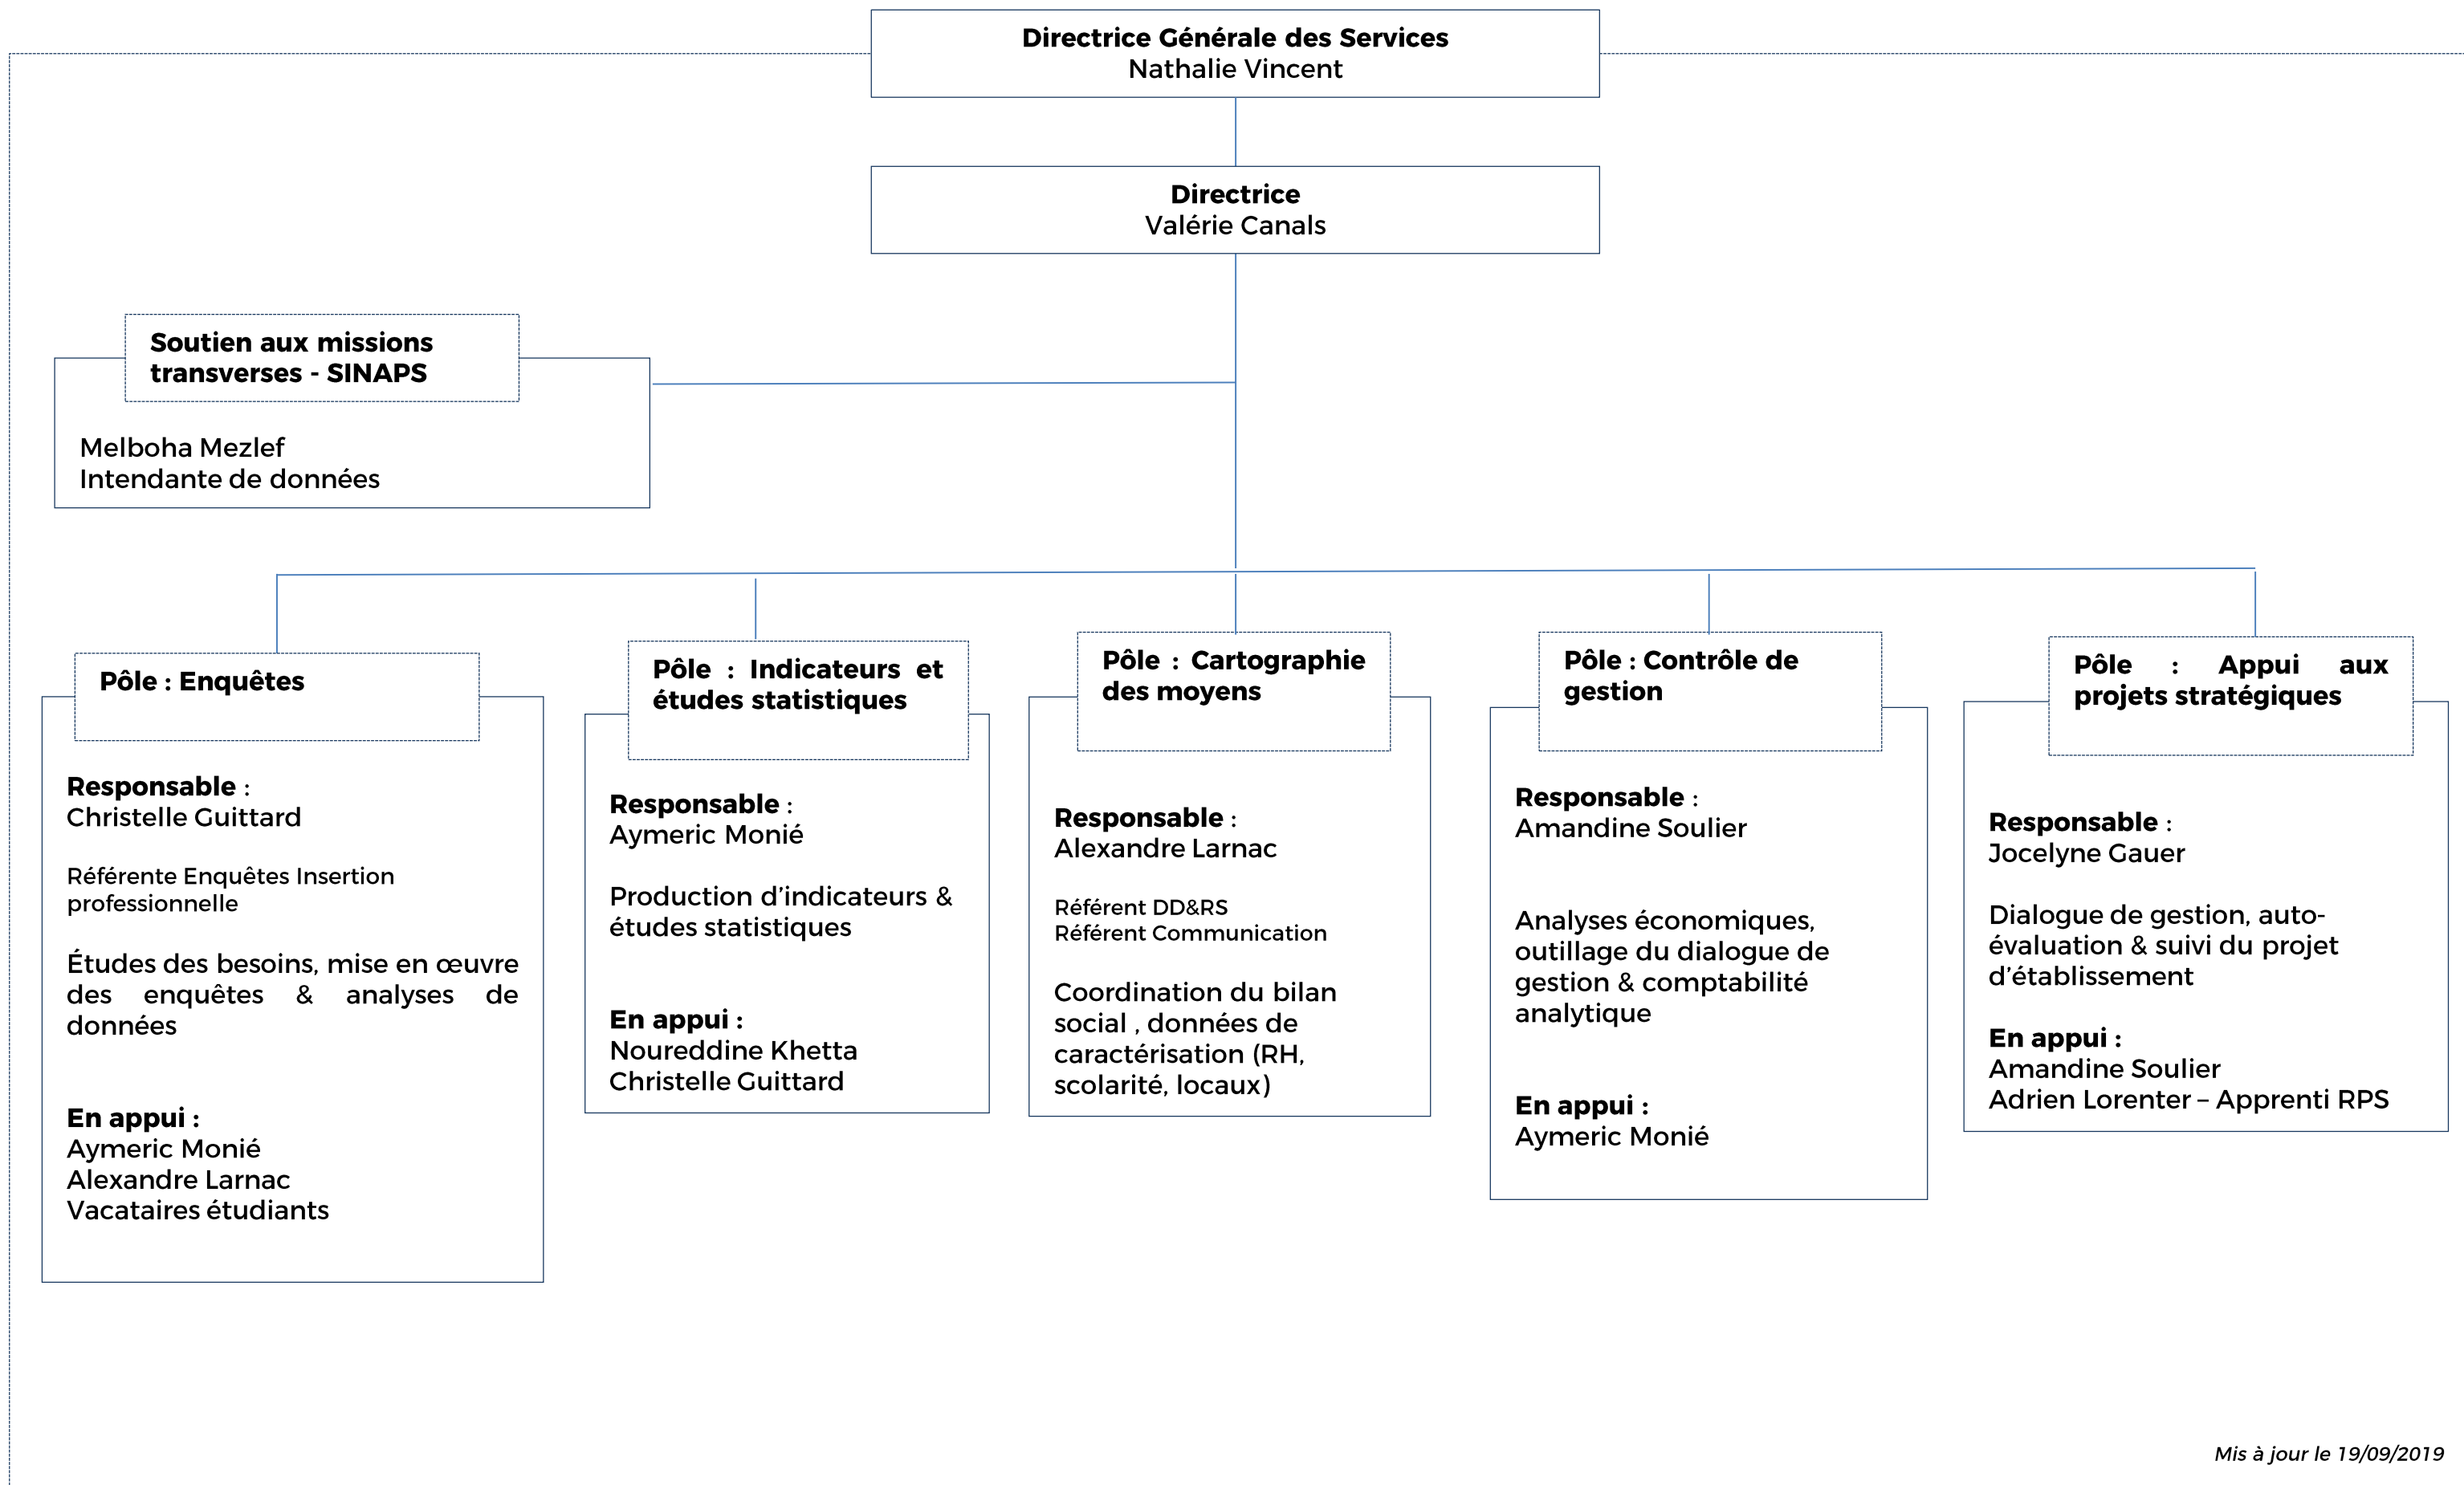 Directrice Générale des Services
Nathalie Vincent
Directrice
Valérie Canals
Soutien aux missions
transverses - SINAPS
Melboha Mezlef
Intendante de données
Pôle : Enquêtes
Responsable :
Christelle Guittard
Référente Enquêtes Insertion
professionnelle
Études des besoins, mise en œuvre
des enquêtes & analyses de
données
En appui :
Aymeric Monié
Alexandre Larnac
Vacataires étudiants
Pôle : Indicateurs et
études statistiques
Responsable :
Aymeric Monié
Production d’indicateurs &
études statistiques
En appui :
Noureddine Khetta
Christelle Guittard
Pôle : Cartographie
des moyens
Responsable :
Alexandre Larnac
Référent DD&RS
Référent Communication
Coordination du bilan
social , données de
caractérisation (RH,
scolarité, locaux)
Pôle : Contrôle de
gestion
Responsable :
Amandine Soulier
Analyses économiques,
outillage du dialogue de
gestion & comptabilité
analytique
En appui :
Aymeric Monié
Pôle : Appui aux
projets stratégiques
Responsable :
Jocelyne Gauer
Dialogue de gestion, auto-
évaluation & suivi du projet
d’établissement
En appui :
Amandine Soulier
Adrien Lorenter – Apprenti RPS
Mis à jour le 19/09/2019